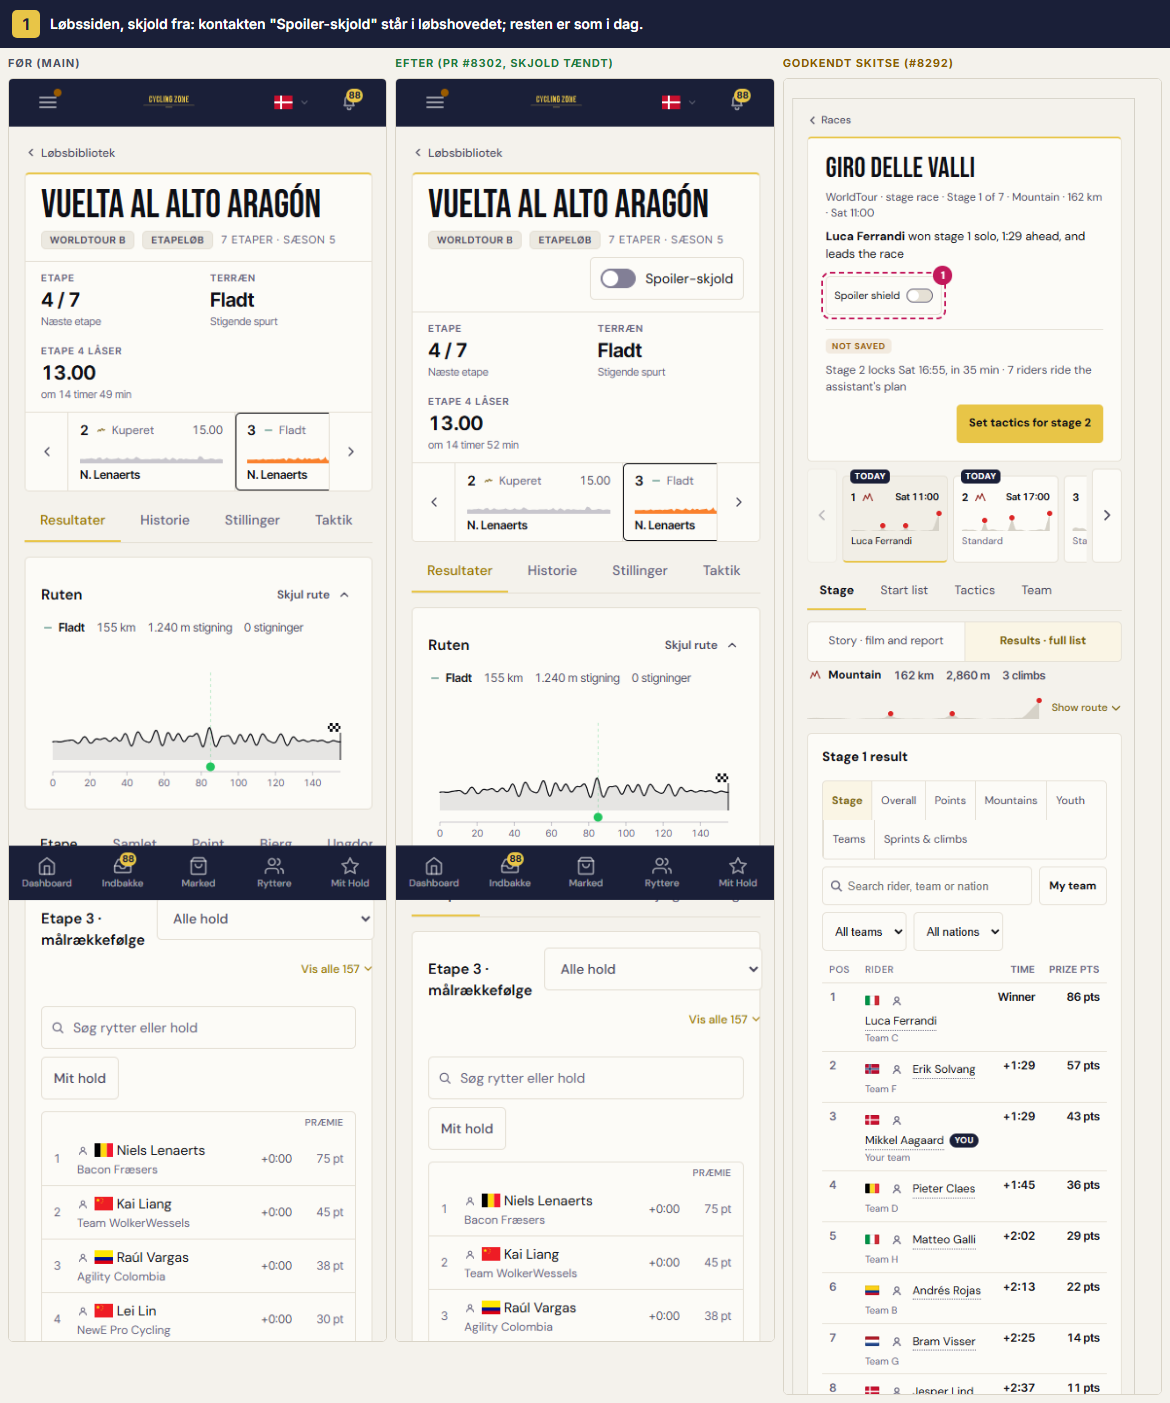 1 Løbssiden, skjold fra: kontakten "Spoiler-skjold" står i løbshovedet; resten er som i dag.
FØR (MAIN)
CYCLING ZONE
88
Løbsbibliotek
VUELTA AL ALTO ARAGÓN
WORLDTOUR B ETAPELØB 7 ETAPER · SÆSON 5
ETAPE TERRÆN
4 / 7 Fladt
Næste etape Stigende spurt
ETAPE 4 LÅSER
13.00
om 14 timer 49 min
2 Kuperet 15.00 3 Fladt
N. Lenaerts N. Lenaerts
Resultater Historie Stillinger Taktik
Ruten Skjul rute
Fladt 155 km 1.240 m stigning 0 stigninger
0 20 40 60 80 100 120 140
Etape Samlet Point Bjerg Ungdor
88
Dashboard Indbakke Marked Ryttere Mit Hold
Etape 3 · Alle hold
målrækkefølge
Vis alle 157
Søg rytter eller hold
Mit hold
PRÆMIE
1 Niels Lenaerts +0:00 75 pt
Bacon Fræsers
2 Kai Liang +0:00 45 pt
Team WolkerWessels
3 Raúl Vargas +0:00 38 pt
Agility Colombia
4 Lei Lin +0:00 30 pt
NewE Pro Cycling
EFTER (PR #8302, SKJOLD TÆNDT)
CYCLING ZONE
88
Løbsbibliotek
VUELTA AL ALTO ARAGÓN
WORLDTOUR B ETAPELØB 7 ETAPER · SÆSON 5
Spoiler-skjold
ETAPE TERRÆN
4 / 7 Fladt
Næste etape Stigende spurt
ETAPE 4 LÅSER
13.00
om 14 timer 52 min
2 Kuperet 15.00 3 Fladt
N. Lenaerts N. Lenaerts
Resultater Historie Stillinger Taktik
Ruten Skjul rute
Fladt 155 km 1.240 m stigning 0 stigninger
0 20 40 60 80 100 120 140
88
Dashboard Indbakke Marked Ryttere Mit Hold
Etape 3 · Alle hold
målrækkefølge
Vis alle 157
Søg rytter eller hold
Mit hold
PRÆMIE
1 Niels Lenaerts +0:00 75 pt
Bacon Fræsers
2 Kai Liang +0:00 45 pt
Team WolkerWessels
3 Raúl Vargas +0:00 38 pt
Agility Colombia
GODKENDT SKITSE (#8292)
Races
GIRO DELLE VALLI
WorldTour · stage race · Stage 1 of 7 · Mountain · 162 km
· Sat 11:00
Luca Ferrandi won stage 1 solo, 1:29 ahead, and
leads the race
1
Spoiler shield
NOT SAVED
Stage 2 locks Sat 16:55, in 35 min · 7 riders ride the
assistant's plan
Set tactics for stage 2
TODAY TODAY
1 Sat 11:00 2 Sat 17:00 3
Luca Ferrandi Standard Sta
Stage Start list Tactics Team
Story · film and report Results · full list
Mountain 162 km 2,860 m 3 climbs
Show route
Stage 1 result
Stage Overall Points Mountains Youth
Teams Sprints & climbs
Search rider, team or nation My team
All teams All nations
POS RIDER TIME PRIZE PTS
1 Winner 86 pts
Luca Ferrandi
Team C
2 Erik Solvang +1:29 57 pts
Team F
3 +1:29 43 pts
Mikkel Aagaard YOU
Your team
4 Pieter Claes +1:45 36 pts
Team D
5 Matteo Galli +2:02 29 pts
Team H
6 Andrés Rojas +2:13 22 pts
Team B
7 Bram Visser +2:25 14 pts
Team G
8 Jesper Lind +2:37 11 pts